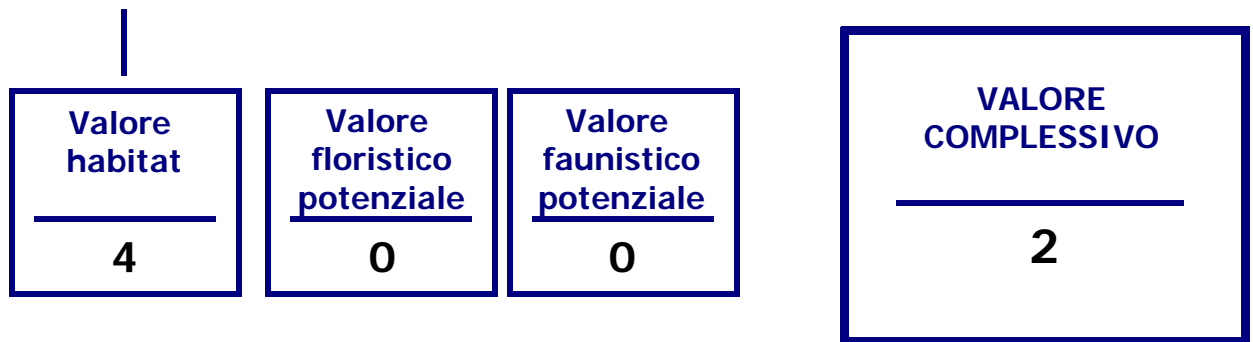 Valore
habitat
4
Valore
floristico
potenziale
0
Valore
faunistico
potenziale
0
VALORE
COMPLESSIVO
2